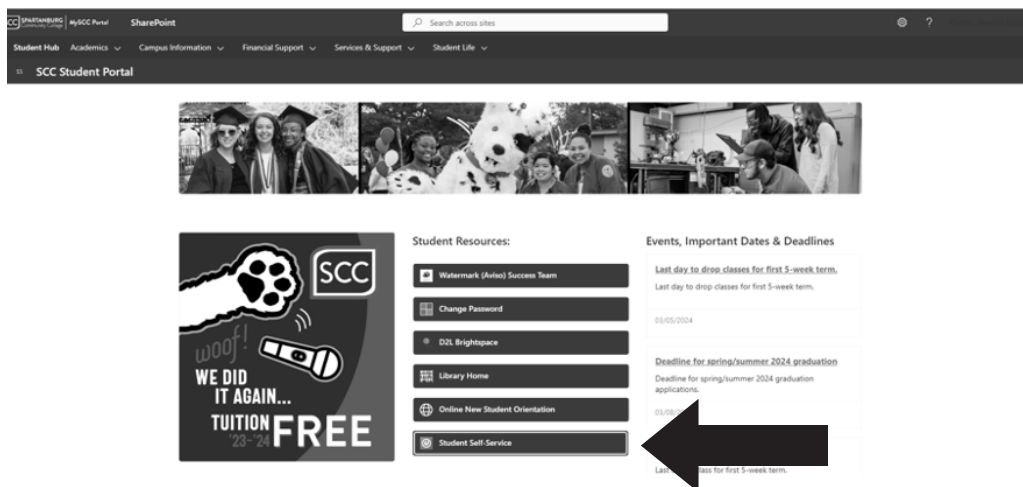 SCC SPARTANBURG Community College MySCC Portal SharePoint Search across sites ?
Student Hub Academics Campus Information Financial Support Services & Support Student Life
SS SCC Student Portal
SCC
woof!
WE DID
IT AGAIN...
TUITION
'23-'24
FREE
Student Resources:
Watermark (Aviso) Success Team
Change Password
D2L Brightspace
Library Home
Online New Student Orientation
Student Self-Service
Events, Important Dates & Deadlines
Last day to drop classes for first 5-week term.
Last day to drop classes for first 5-week term.
03/05/2024
Deadline for spring/summer 2024 graduation
Deadline for spring/summer 2024 graduation
applications.
03/08/
Last class for first 5-week term.